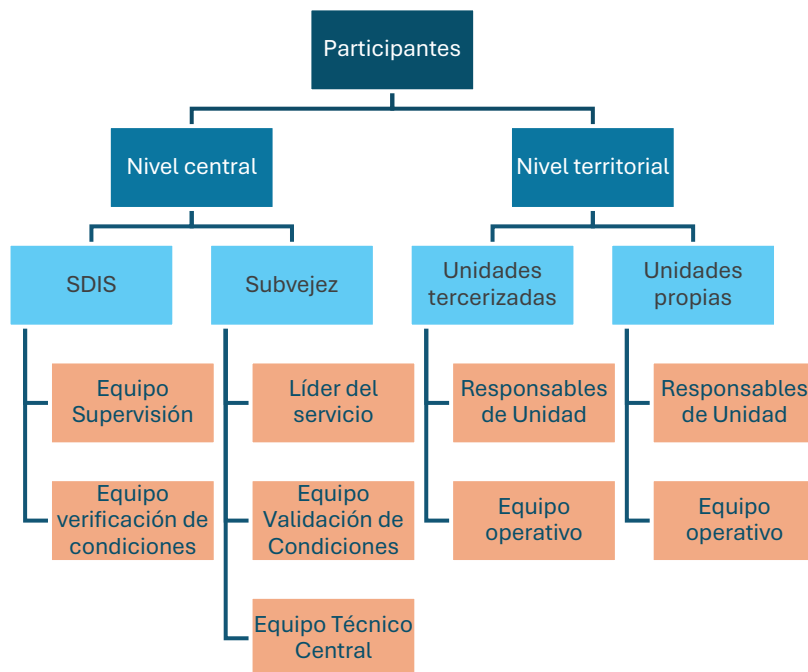 Participantes
Nivel central
Nivel territorial
SDIS
Subvejez
Unidades
tercerizadas
Unidades
propias
Equipo
Supervisión
Líder del
servicio
Responsables
de Unidad
Responsables
de Unidad
Equipo
verificación de
condiciones
Equipo
Validación de
Condiciones
Equipo
operativo
Equipo
operativo
Equipo Técnico
Central